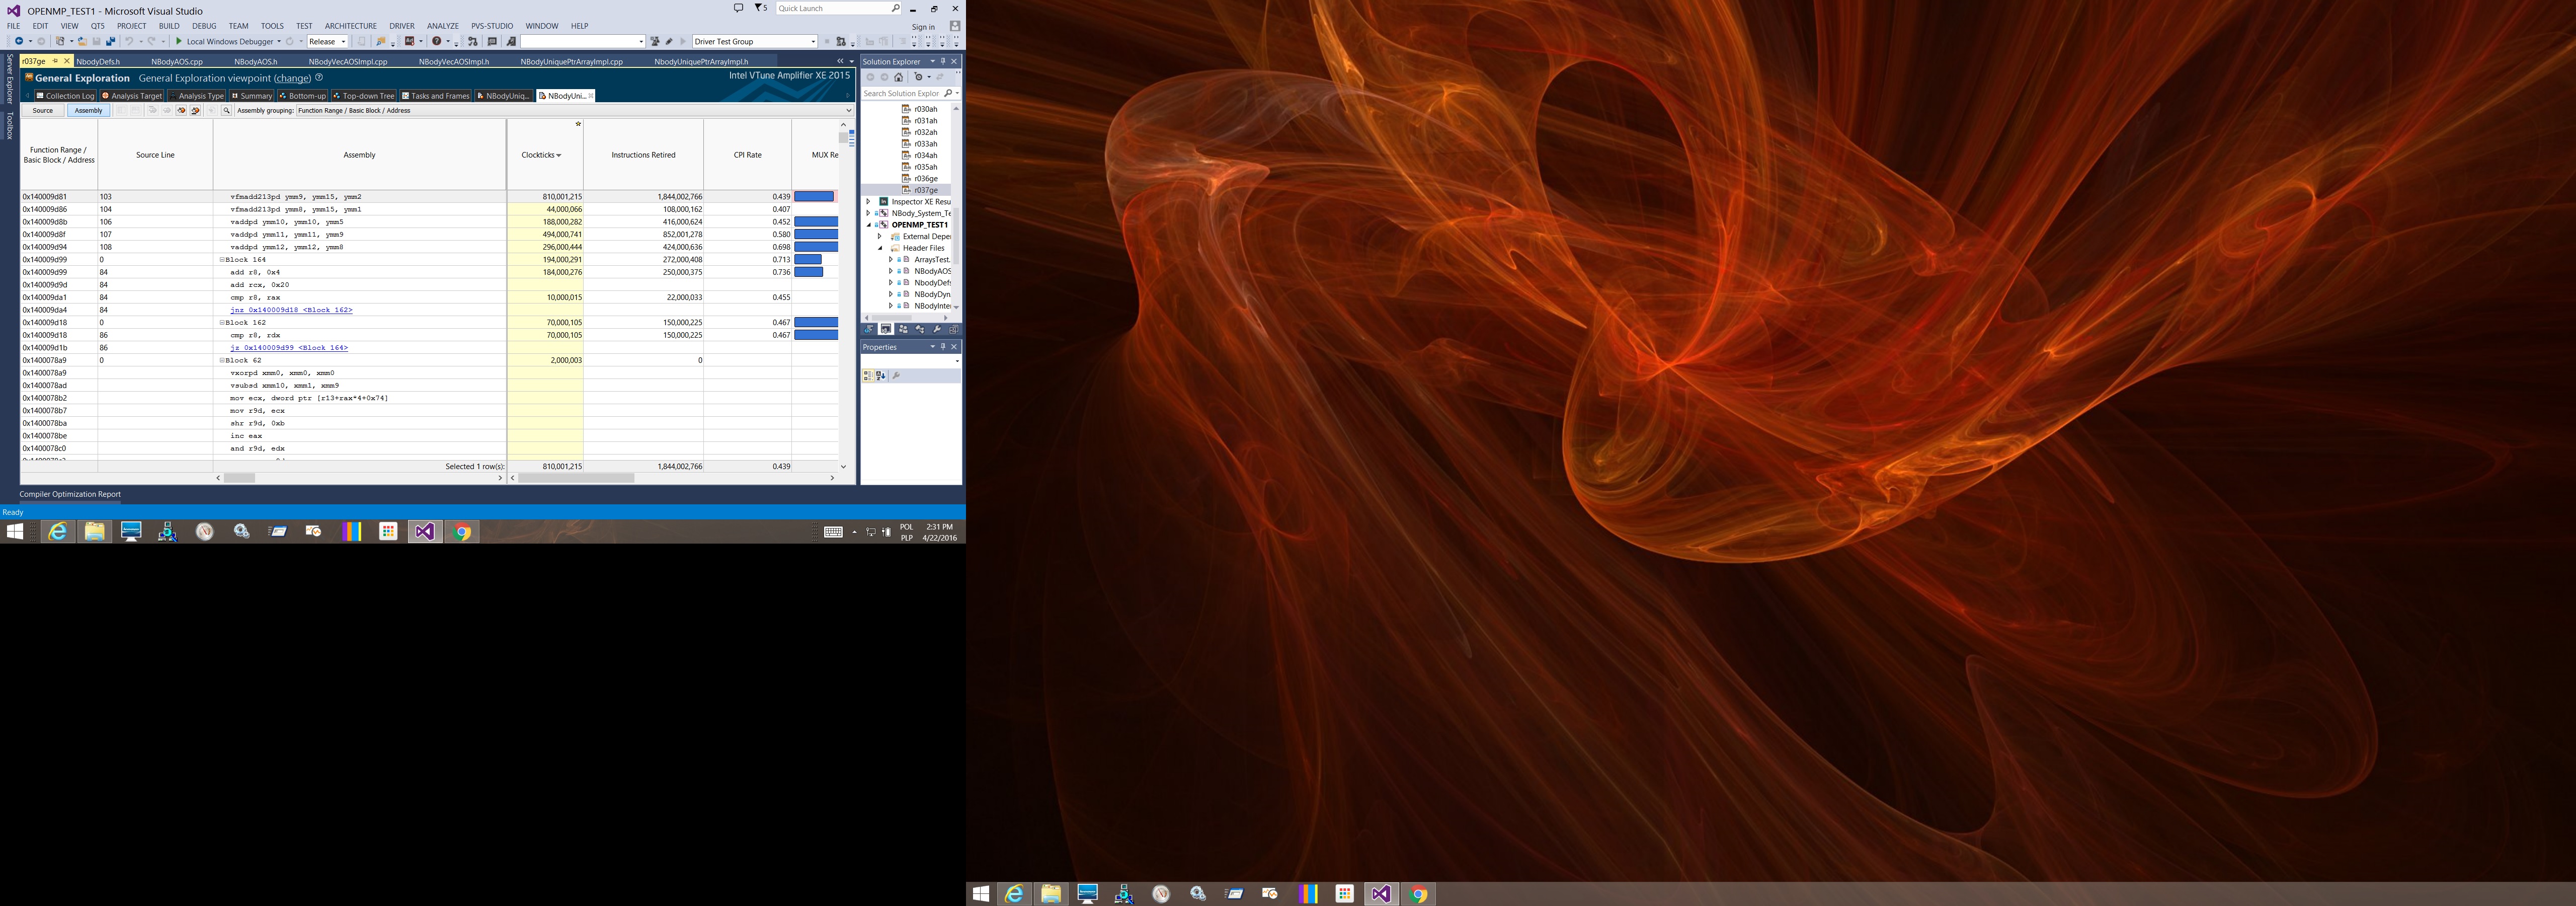 OPENMP_TEST1 - Microsoft Visual Studio
5
Quick Launch
FILE EDIT VIEW QT5 PROJECT BUILD DEBUG TEAM TOOLS TEST ARCHITECTURE DRIVER ANALYZE PVS-STUDIO WINDOW HELP
Sign in
Local Windows Debugger Release Driver Test Group
Server Explorer
Toolbox
r037ge NbodyDefs.h NBodyAOS.cpp NBodyAOS.h NBodyVecAOSImpl.cpp NBodyVecAOSImpl.h NBodyUniquePtrArrayImpl.cpp NbodyUniquePtrArrayImpl.h
General Exploration General Exploration viewpoint (change)
Intel VTune Amplifier XE 2015
Collection Log Analysis Target Analysis Type Summary Bottom-up Top-down Tree Tasks and Frames NBodyUniq... NBodyUni...
Source Assembly Assembly grouping: Function Range / Basic Block / Address
Function Range / Basic Block / Address Source Line Assembly Clockticks Instructions Retired CPI Rate MUX Re
0x140009d81 103 vfmadd213pd ymm9, ymm15, ymm2 810,001,215 1,844,002,766 0.439
0x140009d86 104 vfmadd213pd ymm8, ymm15, ymm1 44,000,066 108,000,162 0.407
0x140009d8b 106 vaddpd ymm10, ymm10, ymm5 188,000,282 416,000,624 0.452
0x140009d8f 107 vaddpd ymm11, ymm11, ymm9 494,000,741 852,001,278 0.580
0x140009d94 108 vaddpd ymm12, ymm12, ymm8 296,000,444 424,000,636 0.698
0x140009d99 0 Block 164 194,000,291 272,000,408 0.713
0x140009d99 84 add r8, 0x4 184,000,276 250,000,375 0.736
0x140009d9d 84 add rcx, 0x20
0x140009da1 84 cmp r8, rax 10,000,015 22,000,033 0.455
0x140009da4 84 jnz 0x140009d18 <Block 162>
0x140009d18 0 Block 162 70,000,105 150,000,225 0.467
0x140009d18 86 cmp r8, rdx 70,000,105 150,000,225 0.467
0x140009d1b 86 jz 0x140009d99 <Block 164>
0x1400078a9 0 Block 62 2,000,003 0
0x1400078a9 vxorpd xmm0, xmm0, xmm0
0x1400078ad vsubsd xmm10, xmm1, xmm9
0x1400078b2 mov ecx, dword ptr [r13+rax*4+0x74]
0x1400078b7 mov r9d, ecx
0x1400078ba shr r9d, 0xb
0x1400078be inc eax
0x1400078c0 and r9d, edx
Selected 1 row(s): 810,001,215 1,844,002,766 0.439
Solution Explorer
Search Solution Explor
r030ah
r031ah
r032ah
r033ah
r034ah
r035ah
r036ge
r037ge
Inspector XE Resu
NBody_System_Te
OPENMP_TEST1
External Depe
Header Files
ArraysTest.
NBodyAOS
NBodyDef
NBodyDyn
NBodyInte
Properties
Compiler Optimization Report
Ready
POL 2:31 PM
PLP 4/22/2016